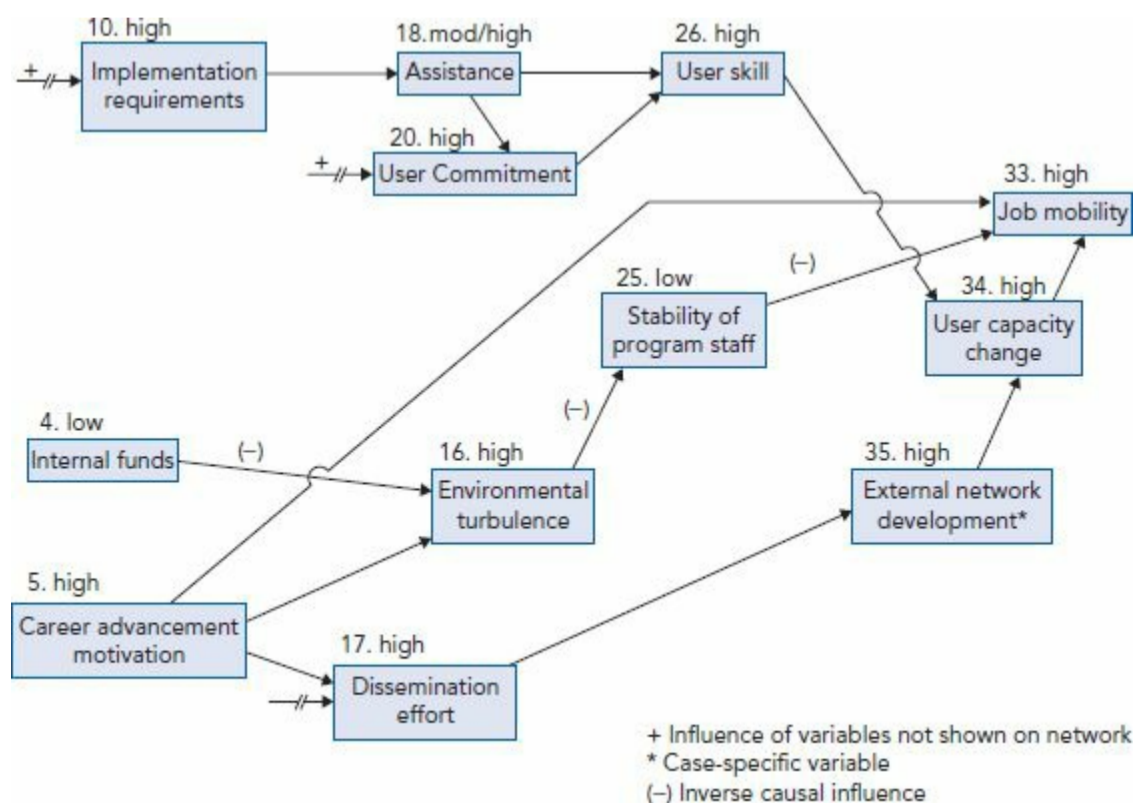 10. high
+
Implementation
requirements
18.mod/high
Assistance
26. high
User skill
20. high
+
User Commitment
33. high
Job mobility
(–)
25. low
Stability of
program staff
34. high
User capacity
change
(–)
4. low
Internal funds
(–)
16. high
Environmental
turbulence
35. high
External network
development*
5. high
Career advancement
motivation
17. high
Dissemination
effort
+ Influence of variables not shown on network
* Case-specific variable
(–) Inverse causal influence